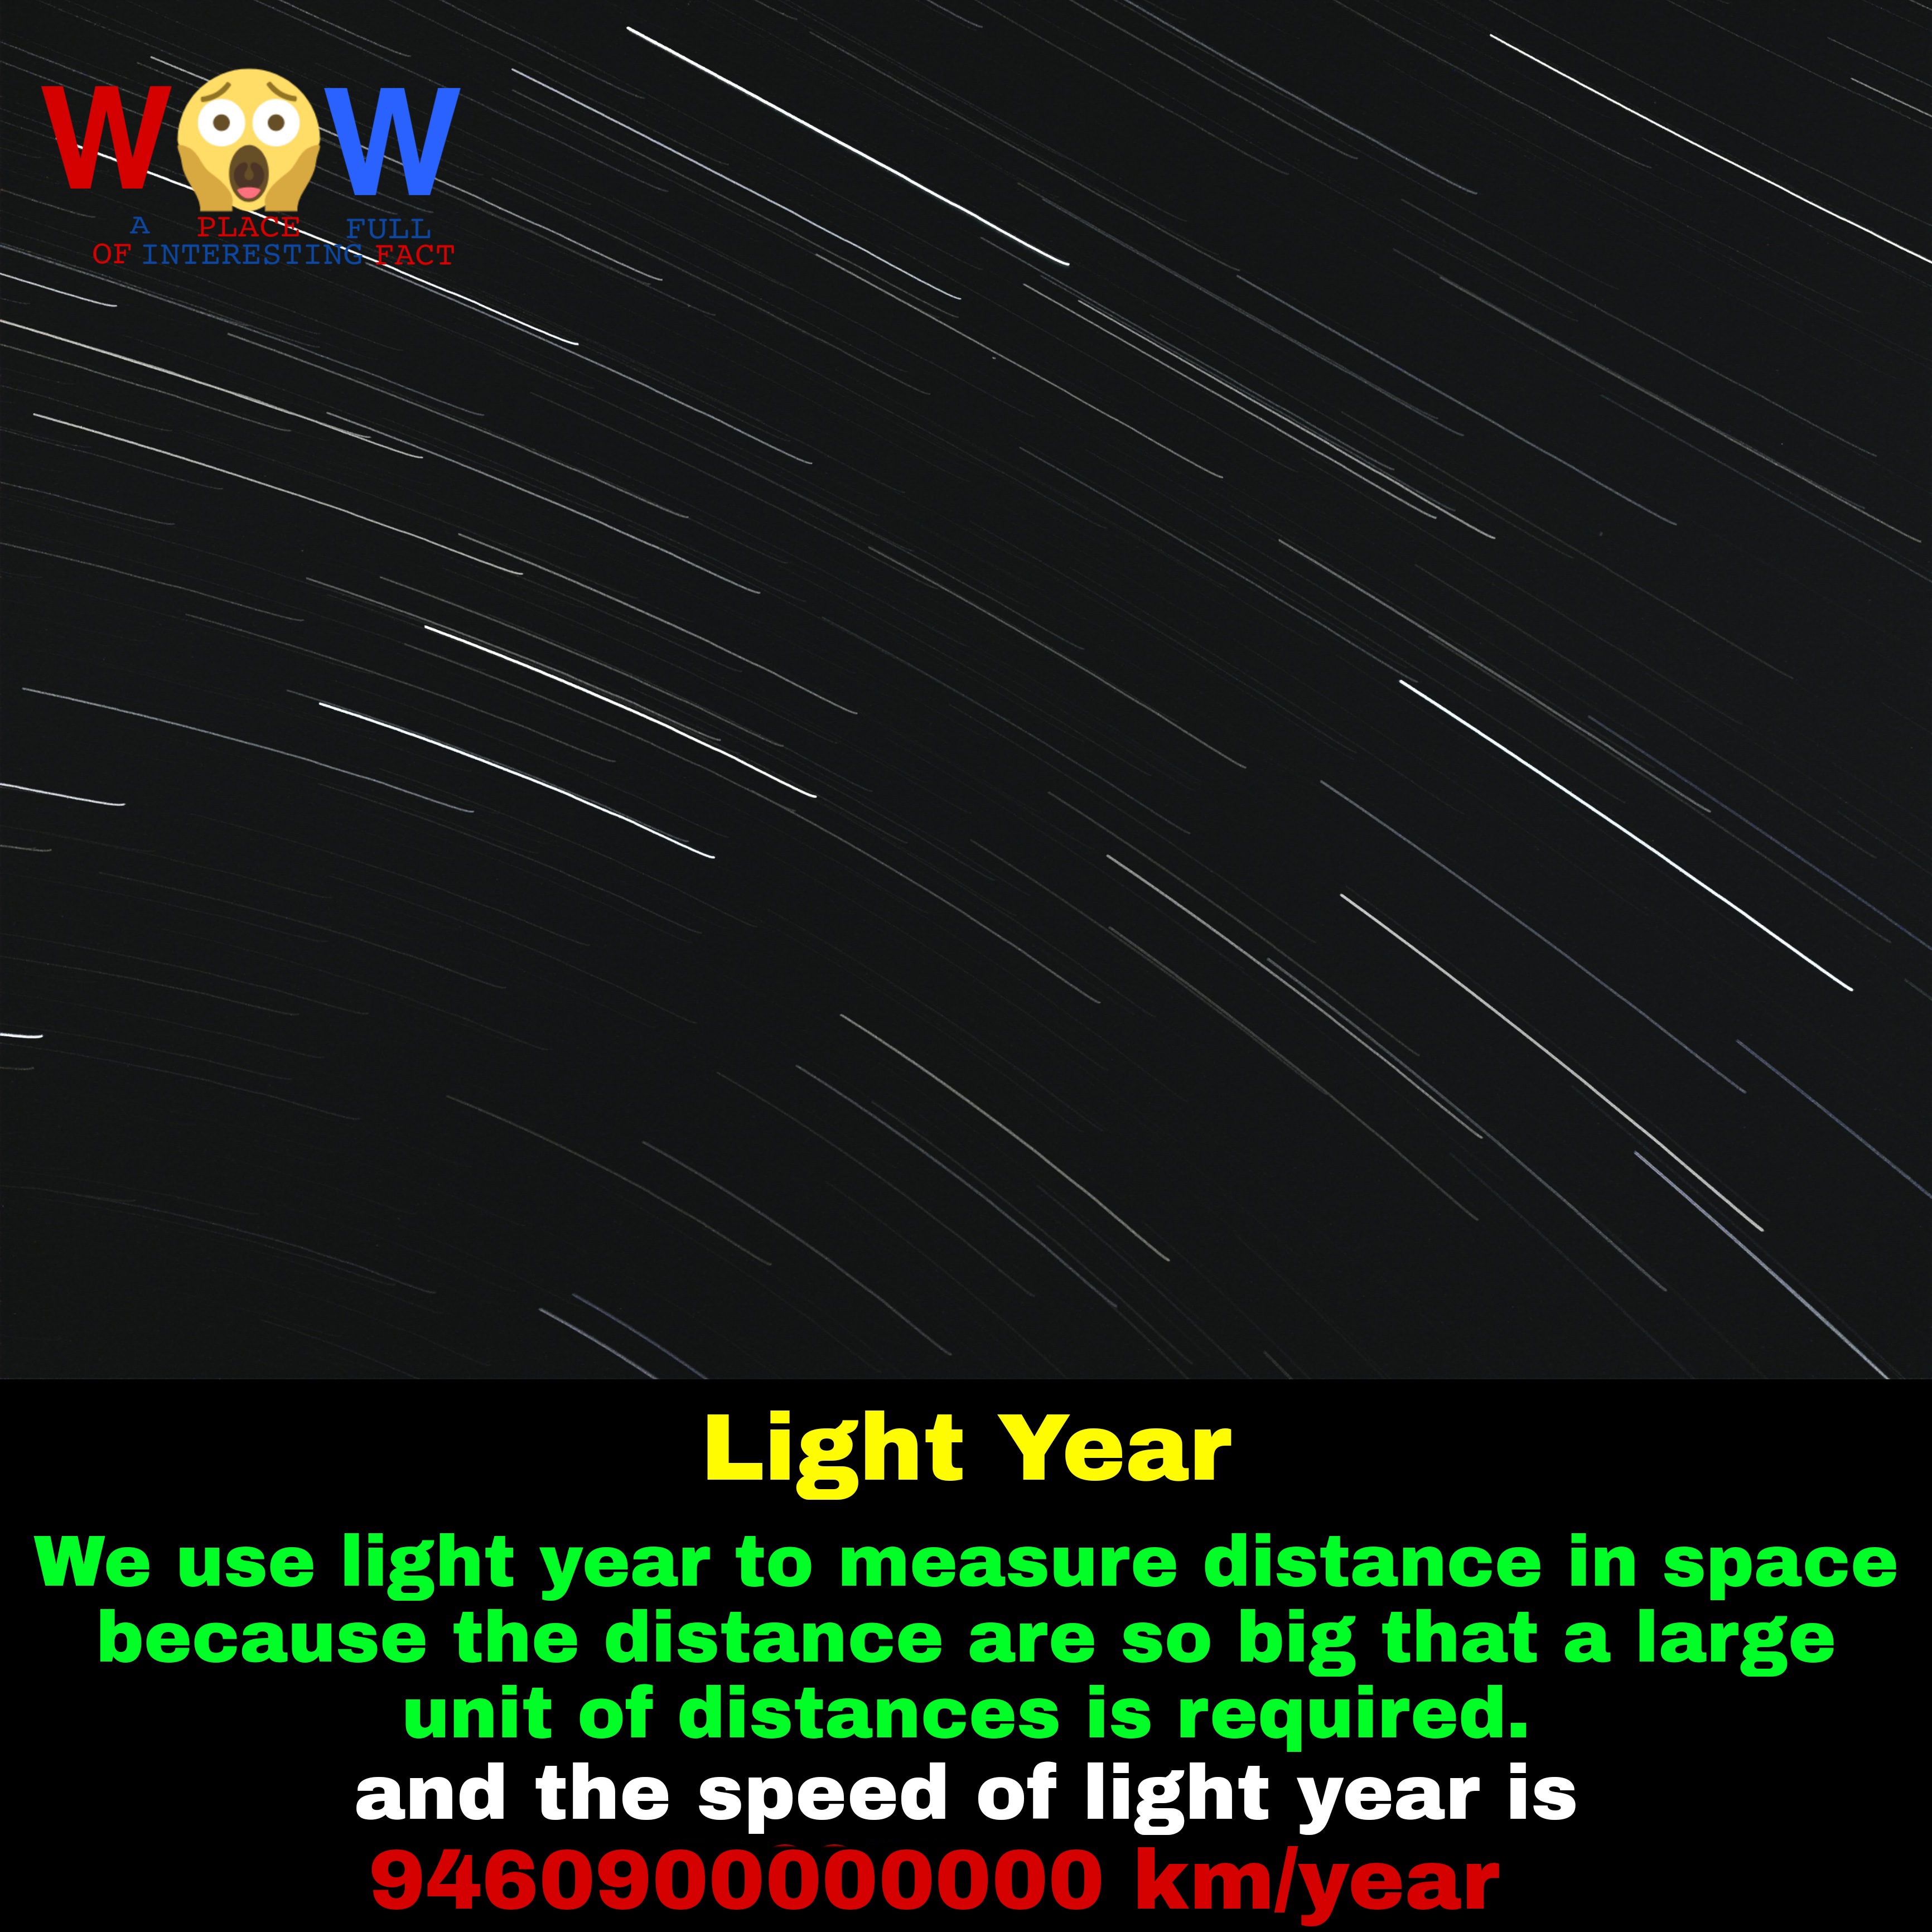 W😱W
A PLACE FULL
OF INTERESTING FACT
Light Year
We use light year to measure distance in space
because the distance are so big that a large
unit of distances is required.
and the speed of light year is
9460900000000 km/year